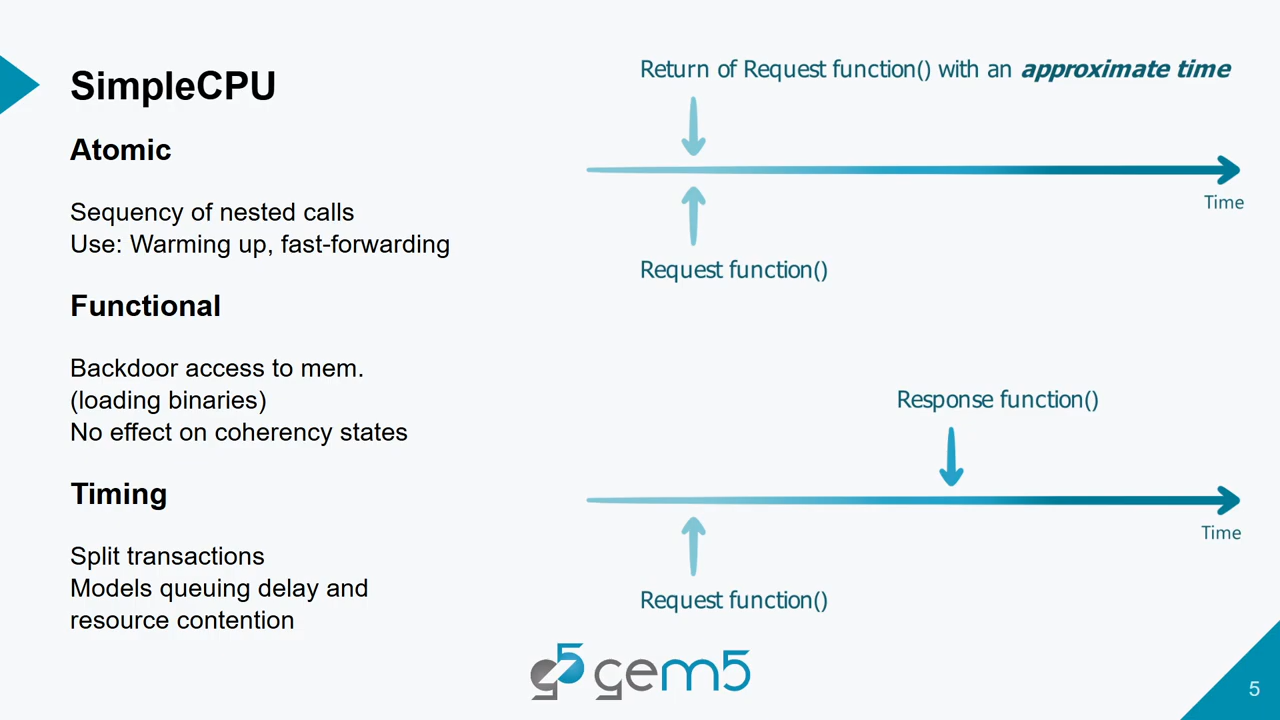 SimpleCPU
Atomic
Sequency of nested calls
Use: Warming up, fast-forwarding
Functional
Backdoor access to mem.
(loading binaries)
No effect on coherency states
Timing
Split transactions
Models queuing delay and
resource contention
Return of Request function() with an approximate time
Time
Request function()
Response function()
Time
Request function()
g5 gem5
5